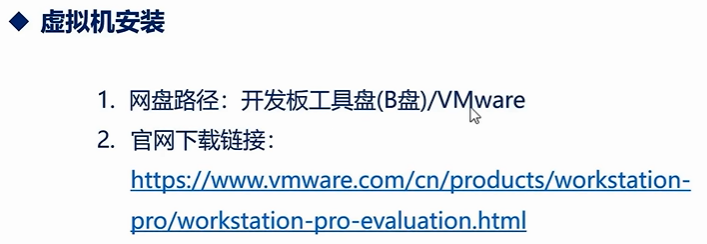 ◆ 虚拟机安装
1. 网盘路径：开发板工具盘(B盘)/VMware
2. 官网下载链接：
https://www.vmware.com/cn/products/workstation-
pro/workstation-pro-evaluation.html